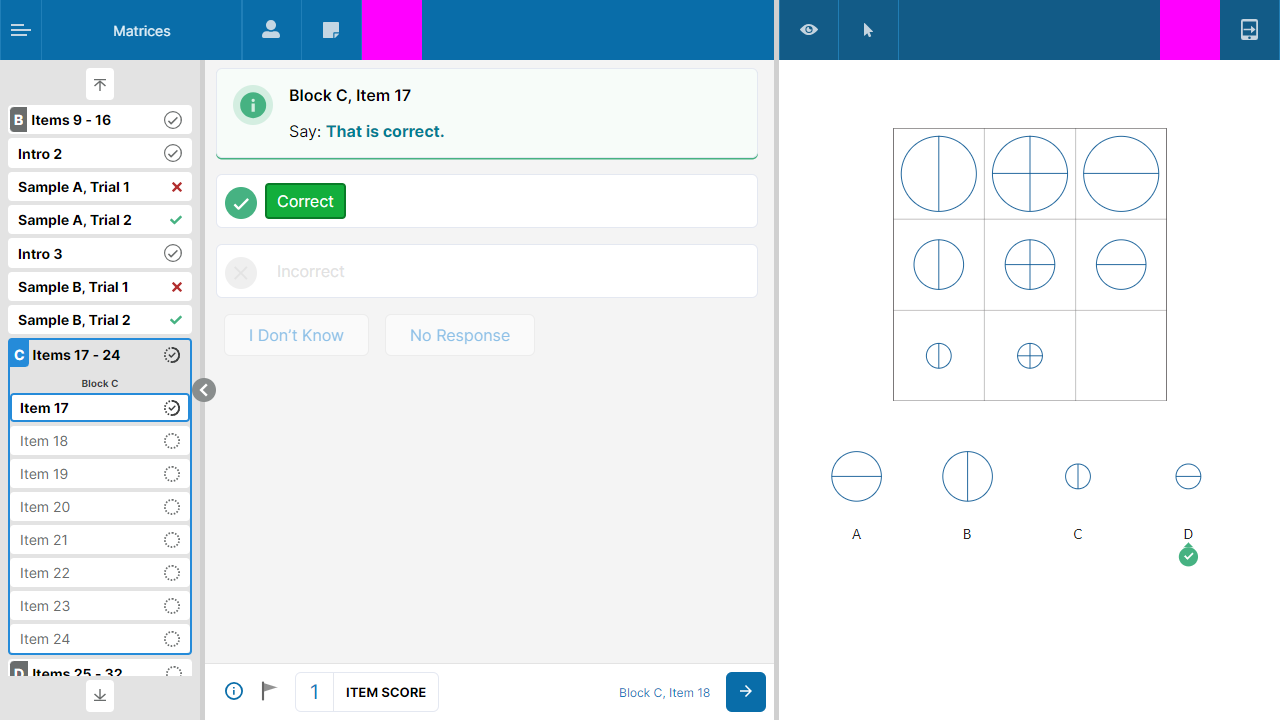 Matrices
B Items 9 - 16
Intro 2
Sample A, Trial 1
Sample A, Trial 2
Intro 3
Sample B, Trial 1
Sample B, Trial 2
C Items 17 - 24
Block C
Item 17
Item 18
Item 19
Item 20
Item 21
Item 22
Item 23
Item 24
D Items 25 - 32
Block C, Item 17
Say: That is correct.
Correct
Incorrect
I Don’t Know No Response
1 ITEM SCORE
Block C, Item 18
A B C D